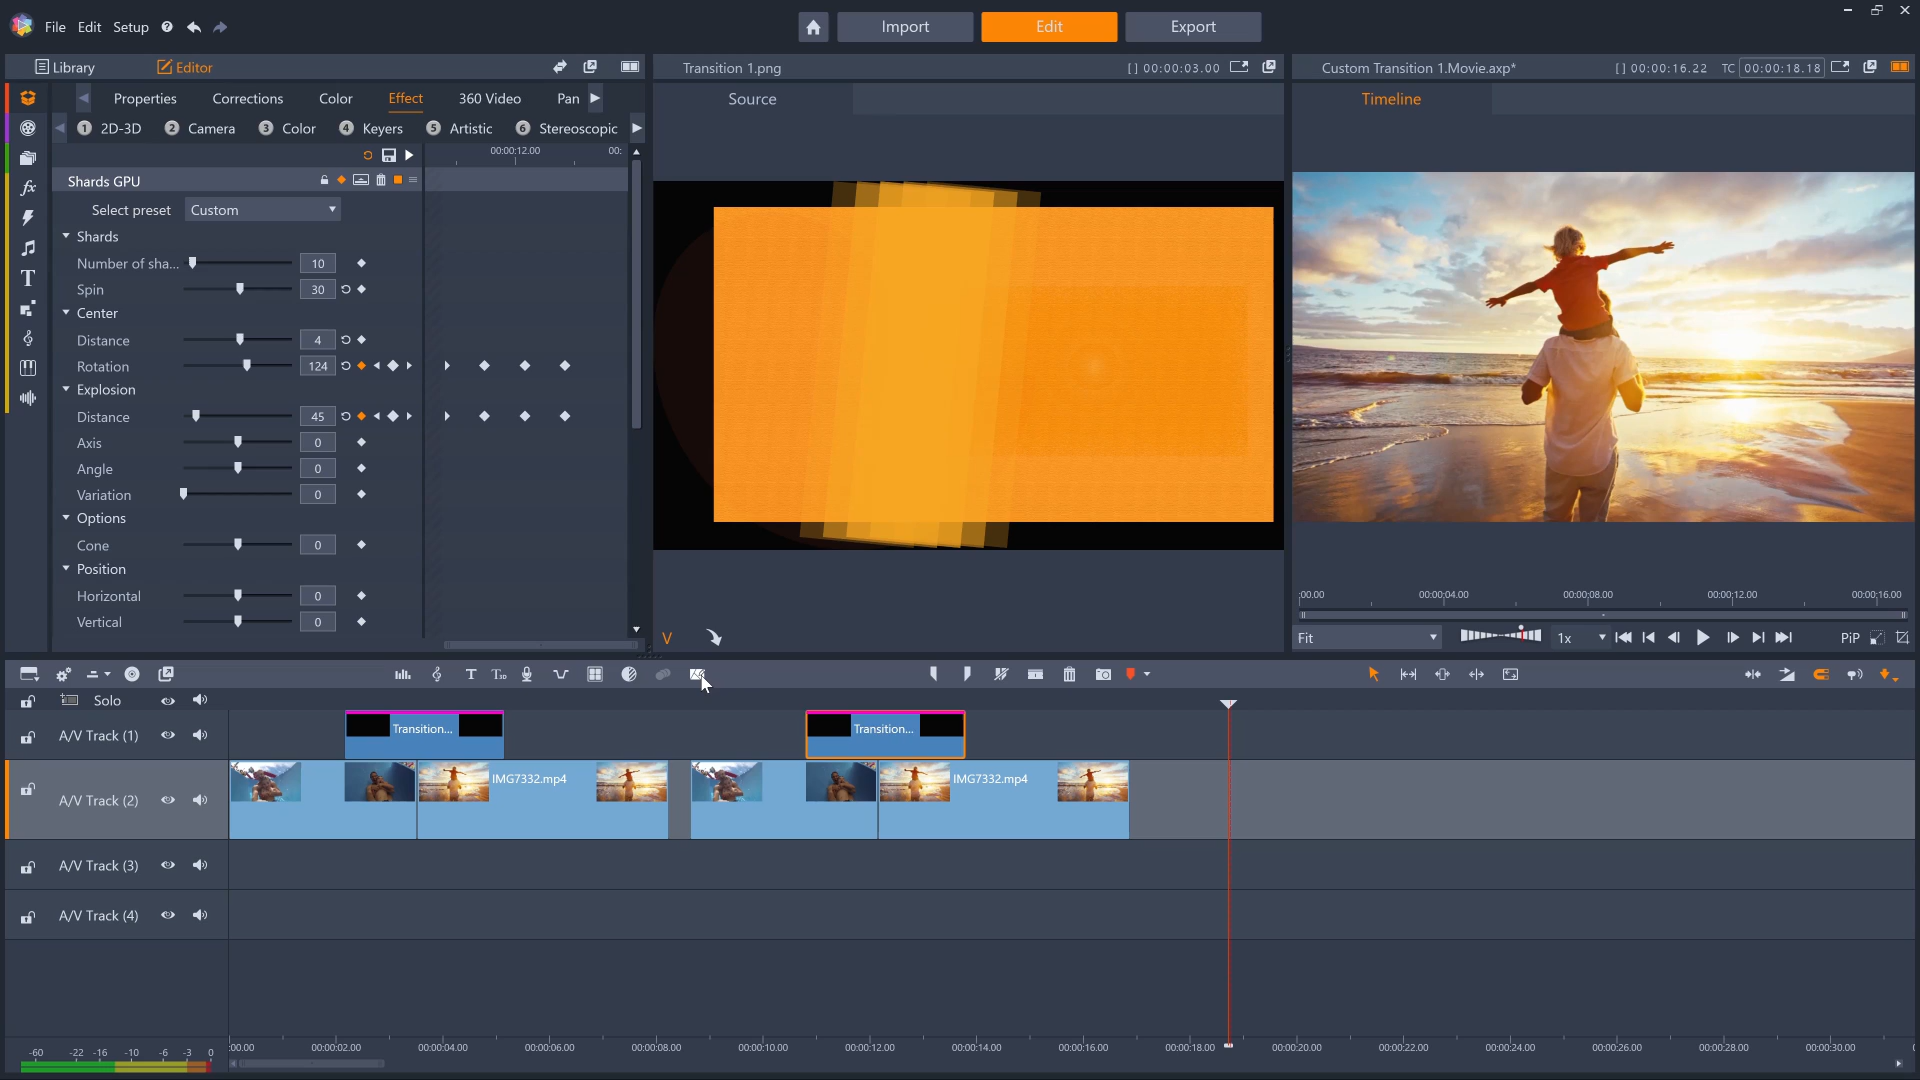 File Edit Setup ?
Import Edit Export
Library Editor
Transition 1.png [] 00:00:03.00
Custom Transition 1.Movie.axp* [] 00:00:16.22 TC 00:00:18.18
Properties Corrections Color Effect 360 Video Pan
Source
Timeline
1 2D-3D 2 Camera 3 Color 4 Keyers 5 Artistic 6 Stereoscopic
00:00:12.00 00:
Shards GPU
Select preset Custom
Shards
Number of sha... 10
Spin 30
Center
Distance 4
Rotation 124
Explosion
Distance 45
Axis 0
Angle 0
Variation 0
Options
Cone 0
Position
Horizontal 0
Vertical 0
fx
T
:00.00 00:00:04.00 00:00:08.00 00:00:12.00 00:00:16.00
V
Fit 1x PiP
T T3D
Solo
A/V Track (1) Transition... Transition...
A/V Track (2) IMG7332.mp4 IMG7332.mp4
A/V Track (3)
A/V Track (4)
-60 -22 -16 -10 -6 -3 0
:00.00 00:00:02.00 00:00:04.00 00:00:06.00 00:00:08.00 00:00:10.00 00:00:12.00 00:00:14.00 00:00:16.00 00:00:18.00 00:00:20.00 00:00:22.00 00:00:24.00 00:00:26.00 00:00:28.00 00:00:30.00